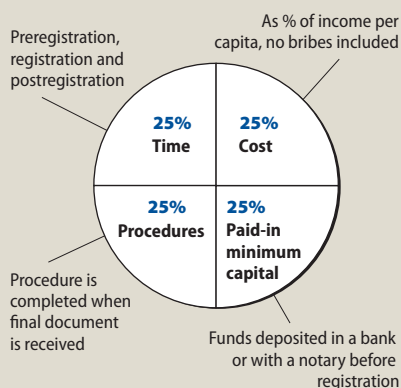 Preregistration,
registration and
postregistration
As % of income per
capita, no bribes included
25%
Time
25%
Cost
25%
Procedures
25%
Paid-in
minimum
capital
Procedure is
completed when
final document
is received
Funds deposited in a bank
or with a notary before
registration